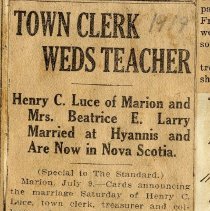 TOWN CLERK
WEDS TEACHER
Henry C. Luce of Marion and
Mrs. Beatrice E. Larry
Married at Hyannis and
Are Now in Nova Scotia.
(Special to The Standard.)
Marion, July 9.—Cards announcing
the marriage Saturday of Henry C.
Luce, town clerk, treasurer and col-